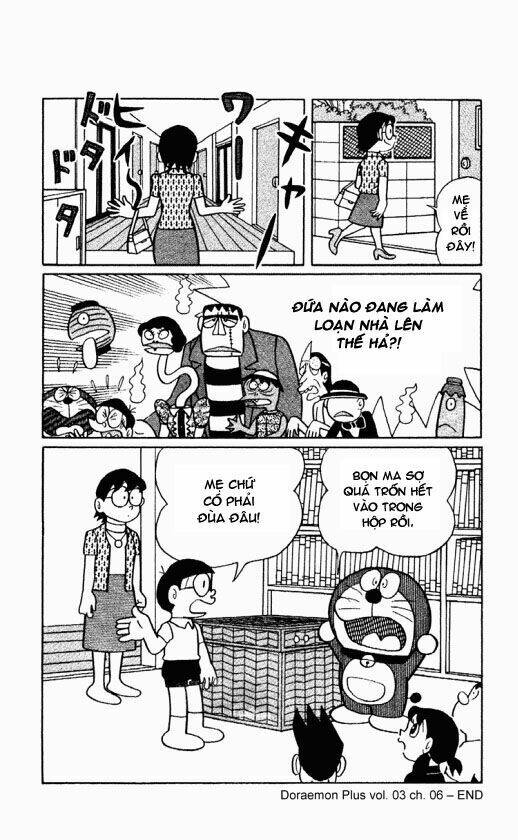 MẸ
VỀ
RỒI
ĐÂY!
キャー
ワー
ヒィー
ドタ
ドタ
ĐỨA NÀO ĐANG LÀM
LOẠN NHÀ LÊN
THẾ HẢ?!
BỌN MA SỢ
QUÁ TRỐN HẾT
VÀO TRONG
HỘP RỒI.
MẸ CHỨ
CÓ PHẢI
ĐÙA ĐÂU!
Doraemon Plus vol. 03 ch. 06 – END